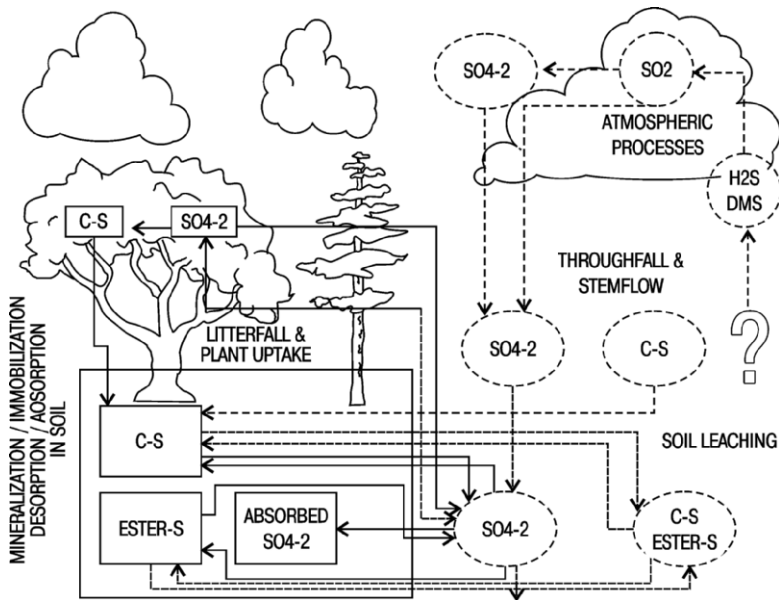 SO4-2
SO2
ATMOSPHERIC
PROCESSES
H2S
DMS
C-S
SO4-2
THROUGHFALL &
STEMFLOW
LITTERFALL &
PLANT UPTAKE
SO4-2
C-S
?
MINERALIZATION / IMMOBILIZATION
DESORPTION / AOSORPTION
IN SOIL
C-S
SOIL LEACHING
ESTER-S
ABSORBED
SO4-2
SO4-2
C-S
ESTER-S